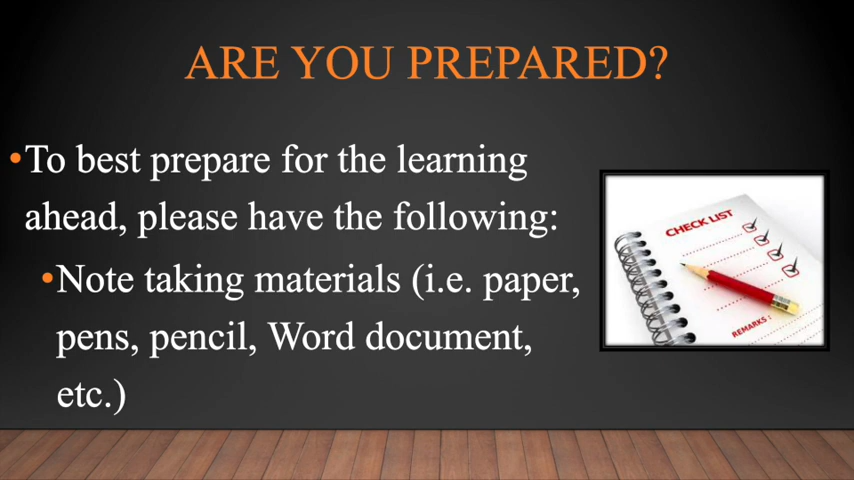 ARE YOU PREPARED?
•To best prepare for the learning
ahead, please have the following:
•Note taking materials (i.e. paper,
pens, pencil, Word document,
etc.)
CHECK LIST
REMARKS :